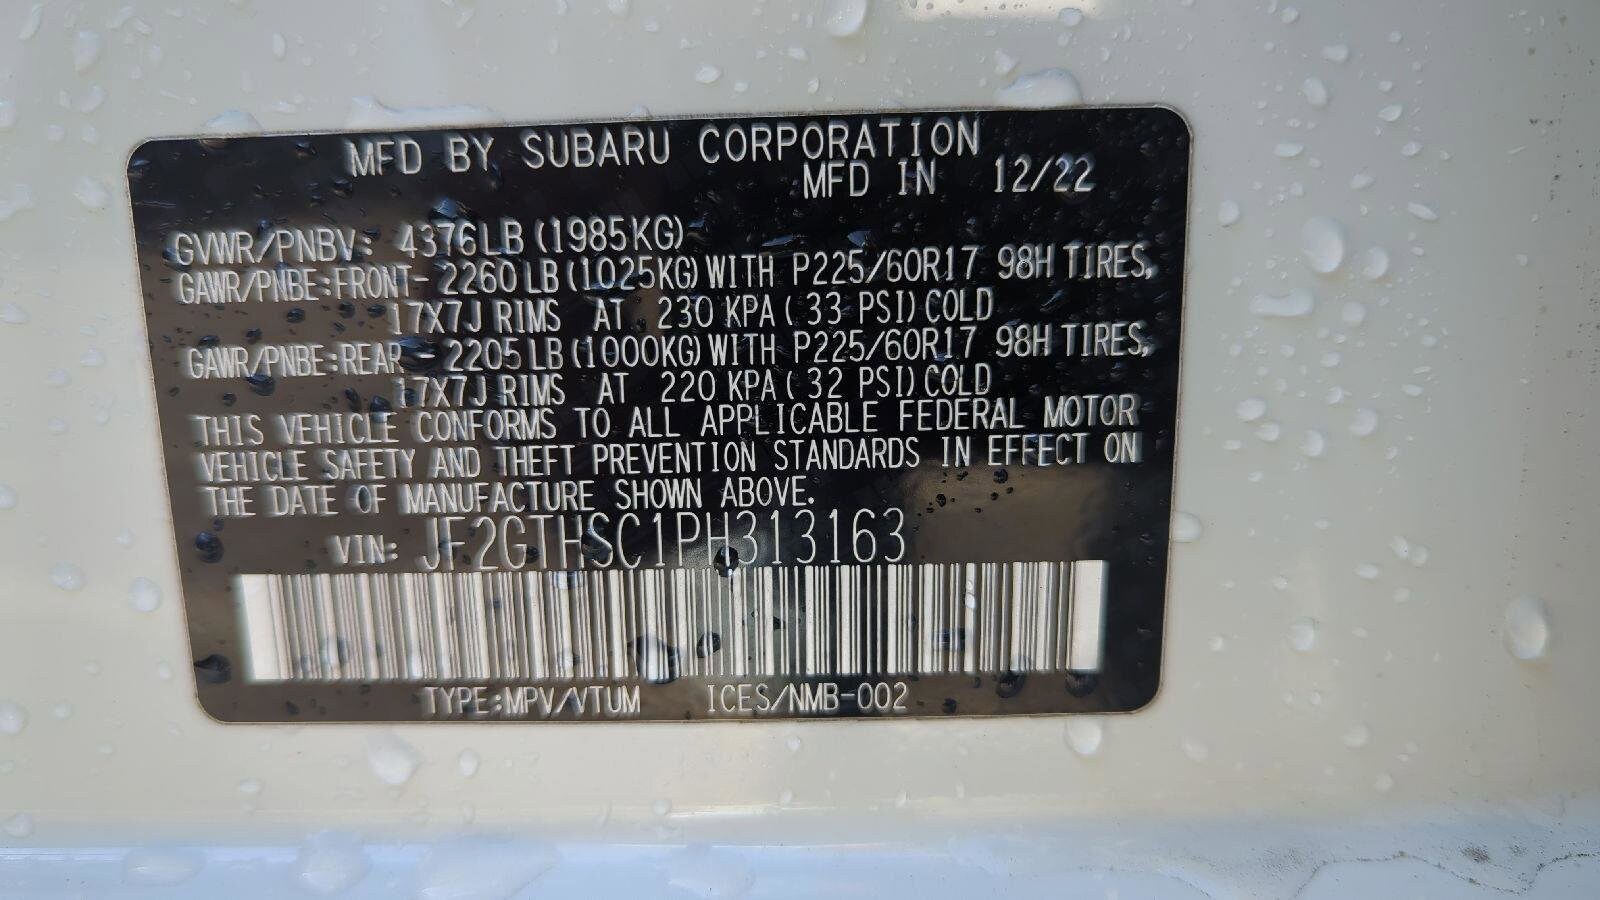 MFD BY SUBARU CORPORATION
MFD IN 12/22
GVWR/PNBV: 4376LB (1985KG)
GAWR/PNBE:FRONT- 2260 LB (1025KG) WITH P225/60R17 98H TIRES,
17X7J RIMS AT 230 KPA ( 33 PSI) COLD
GAWR/PNBE:REAR - 2205 LB (1000KG) WITH P225/60R17 98H TIRES,
17X7J RIMS AT 220 KPA ( 32 PSI) COLD
THIS VEHICLE CONFORMS TO ALL APPLICABLE FEDERAL MOTOR
VEHICLE SAFETY AND THEFT PREVENTION STANDARDS IN EFFECT ON
THE DATE OF MANUFACTURE SHOWN ABOVE.
VIN: JF2GTHSC1PH313163
TYPE:MPV/VTUM ICES/NMB-002